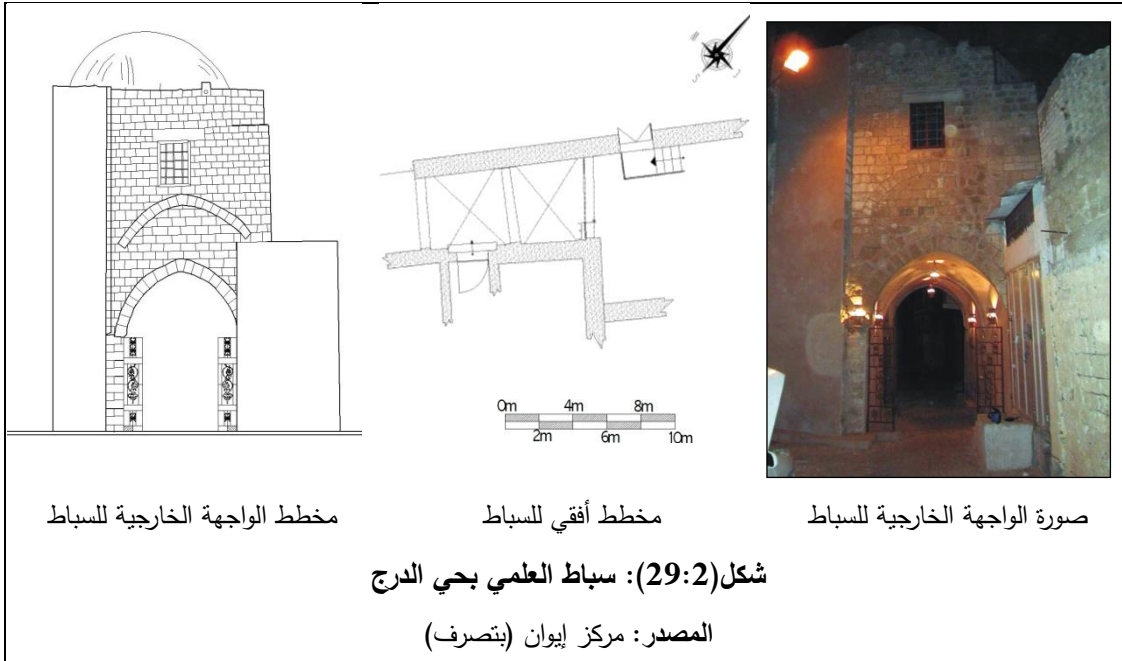 0m 4m 8m
2m 6m 10m
صورة الواجهة الخارجية للسباط
مخطط أفقي للسباط
مخطط الواجهة الخارجية للسباط
شكل(29:2): سباط العلمي بحي الدرج
المصدر: مركز إيوان (بتصرف)